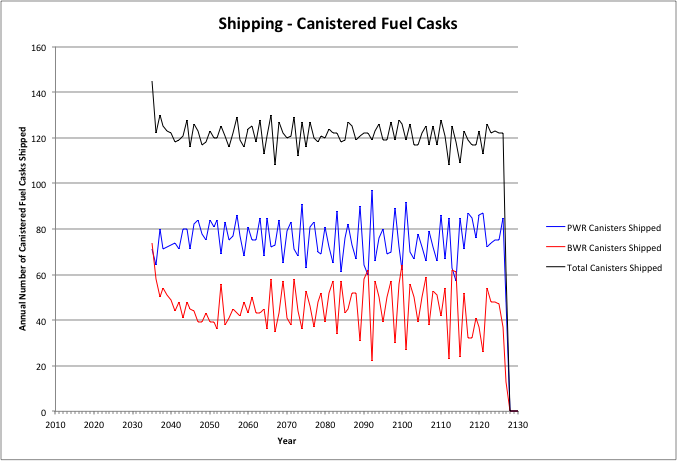 Shipping - Canistered Fuel Casks
Annual Number of Canistered Fuel Casks Shipped
160
140
120
100
80
60
40
20
0
2010 2020 2030 2040 2050 2060 2070 2080 2090 2100 2110 2120 2130
Year
PWR Canisters Shipped
BWR Canisters Shipped
Total Canisters Shipped